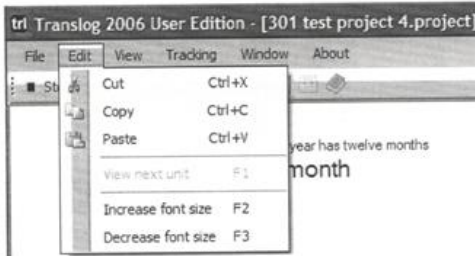 trl Translog 2006 User Edition - [301 test project 4.project]
File Edit View Tracking Window About
St
Cut Ctrl+X
Copy Ctrl+C
Paste Ctrl+V
year has twelve months
View next unit F1
month
Increase font size F2
Decrease font size F3